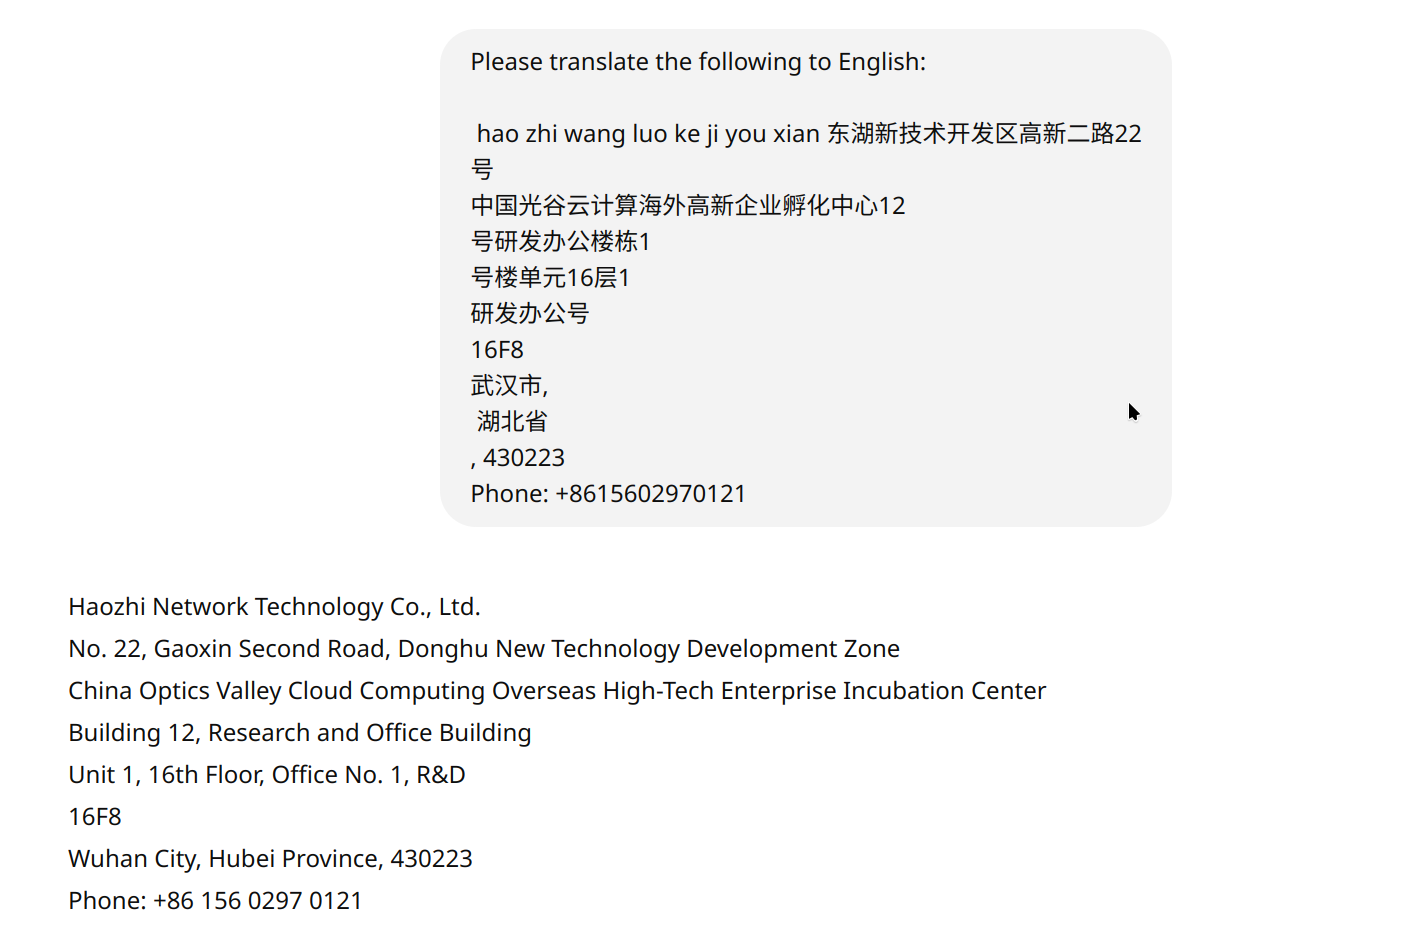 Please translate the following to English:
hao zhi wang luo ke ji you xian 东湖新技术开发区高新二路22
号
中国光谷云计算海外高新企业孵化中心12
号研发办公楼栋1
号楼单元16层1
研发办公号
16F8
武汉市,
湖北省
, 430223
Phone: +8615602970121
Haozhi Network Technology Co., Ltd.
No. 22, Gaoxin Second Road, Donghu New Technology Development Zone
China Optics Valley Cloud Computing Overseas High-Tech Enterprise Incubation Center
Building 12, Research and Office Building
Unit 1, 16th Floor, Office No. 1, R&D
16F8
Wuhan City, Hubei Province, 430223
Phone: +86 156 0297 0121